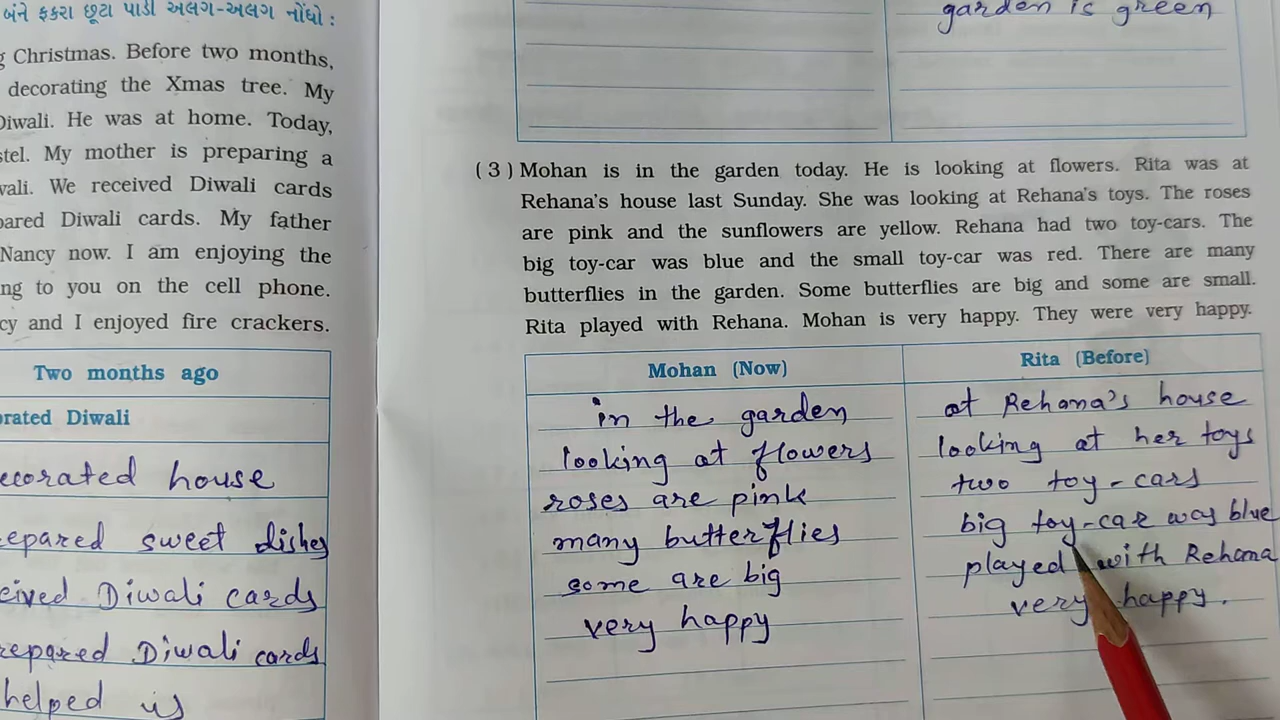 બંને ફકરા છૂટા પાડી અલગ-અલગ નોંધો :
g Christmas. Before two months,
decorating the Xmas tree. My
Diwali. He was at home. Today,
stel. My mother is preparing a
vali. We received Diwali cards
pared Diwali cards. My father
Nancy now. I am enjoying the
ng to you on the cell phone.
cy and I enjoyed fire crackers.
Two months ago
orated Diwali
ecorated house
epared sweet dishes
ceived Diwali cards
repared Diwali cards
helped us
garden is green
( 3 ) Mohan is in the garden today. He is looking at flowers. Rita was at
Rehana's house last Sunday. She was looking at Rehana's toys. The roses
are pink and the sunflowers are yellow. Rehana had two toy-cars. The
big toy-car was blue and the small toy-car was red. There are many
butterflies in the garden. Some butterflies are big and some are small.
Rita played with Rehana. Mohan is very happy. They were very happy.
Mohan (Now)
in the garden
looking at flowers
roses are pink
many butterflies
some are big
very happy
Rita (Before)
at Rehana's house
looking at her toys
two toy-cars
big toy-car was blue
played with Rehana
very happy.